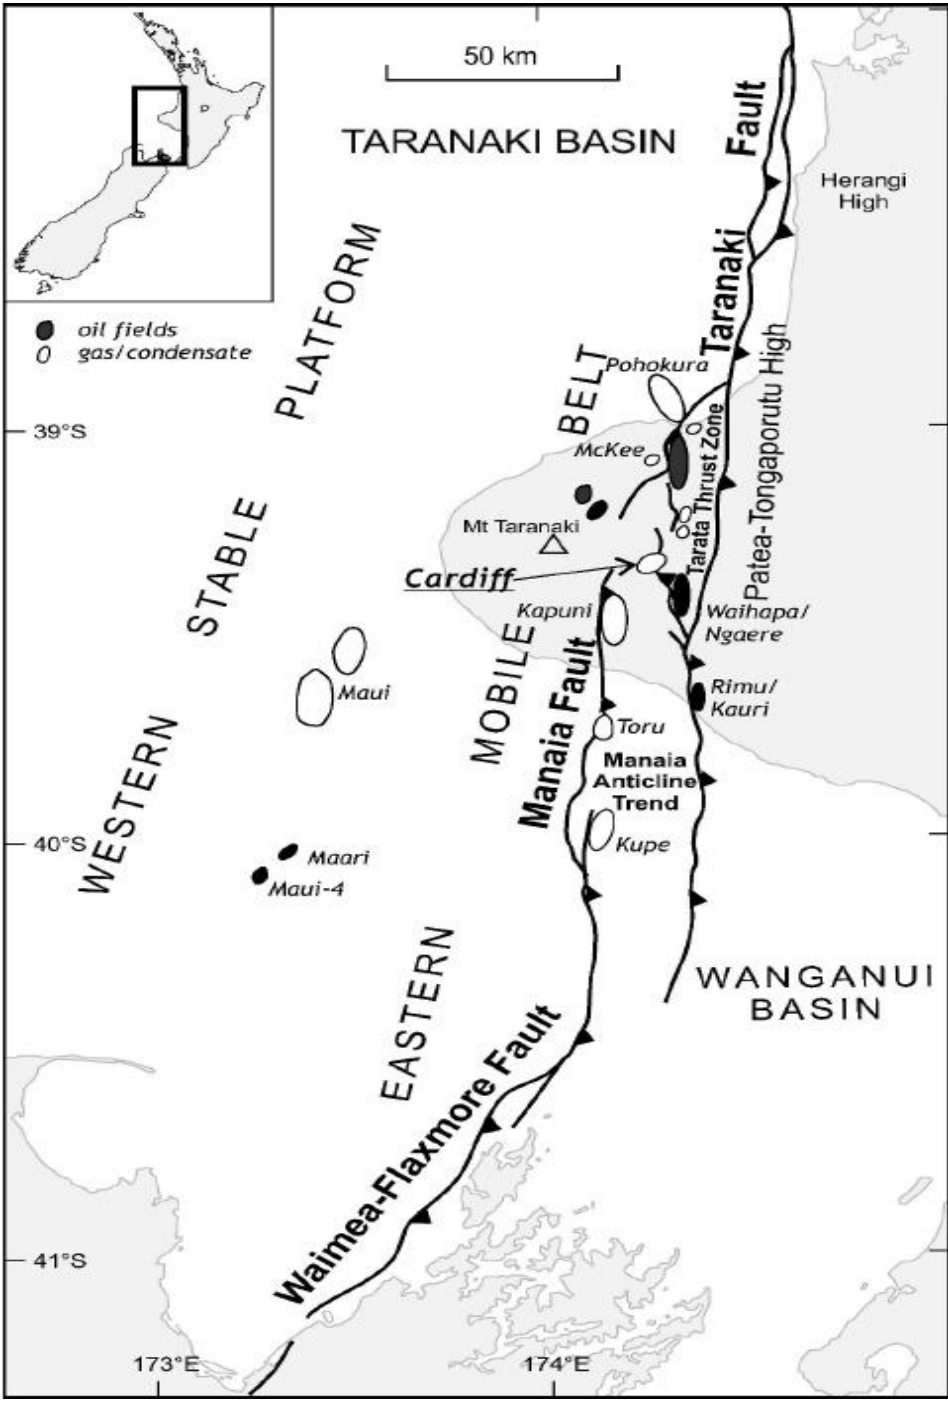 50 km
TARANAKI BASIN
Taranaki Fault
Herangi
High
oil fields
gas/condensate
WESTERN STABLE PLATFORM
EASTERN MOBILE BELT
Pohokura
39°S
McKee
Tarata Thrust Zone
Patea-Tongaporutu High
Mt Taranaki
Cardiff
Kapuni
Waihapa/
Ngaere
Manaia Fault
Maui
Rimu/
Kauri
Toru
Manaia
Anticline
Trend
40°S
Kupe
Maari
Maui-4
WANGANUI
BASIN
Waimea-Flaxmore Fault
41°S
173°E
174°E